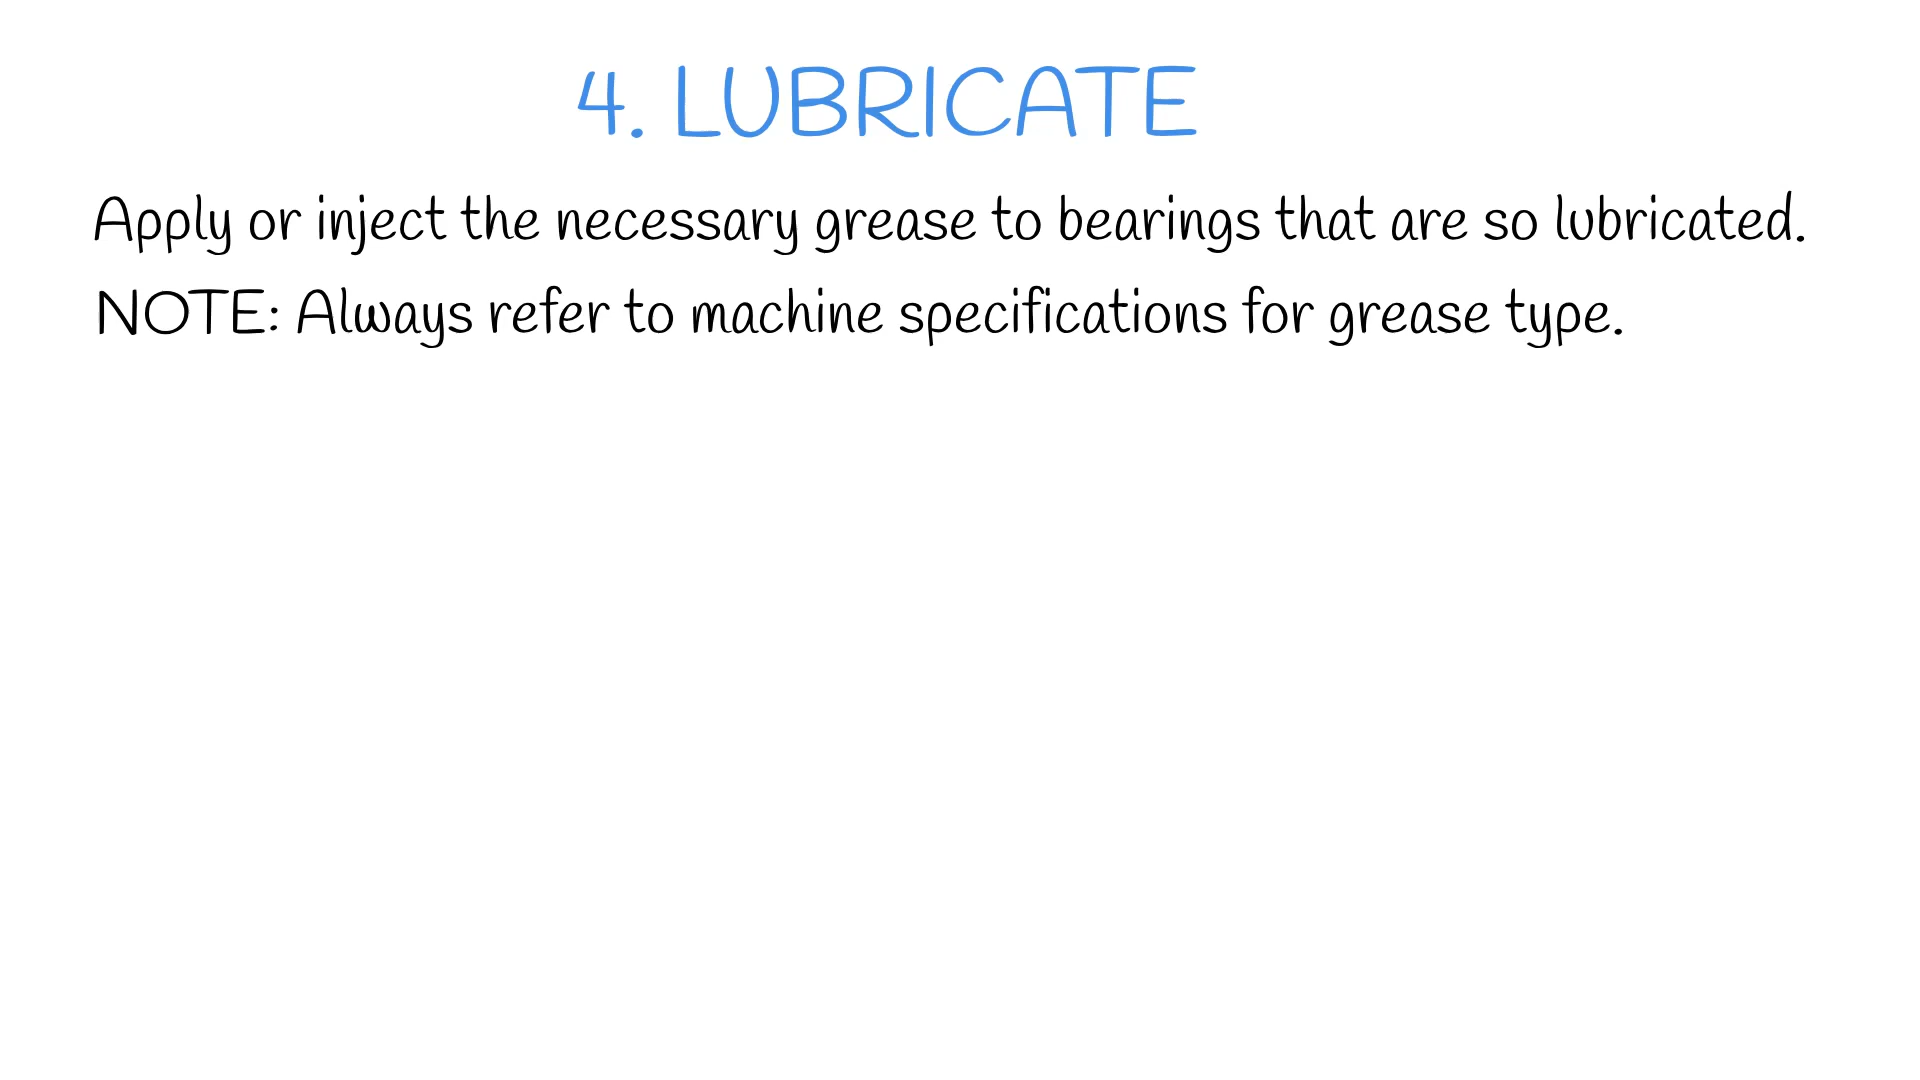 4. LUBRICATE
Apply or inject the necessary grease to bearings that are so lubricated.
NOTE: Always refer to machine specifications for grease type.